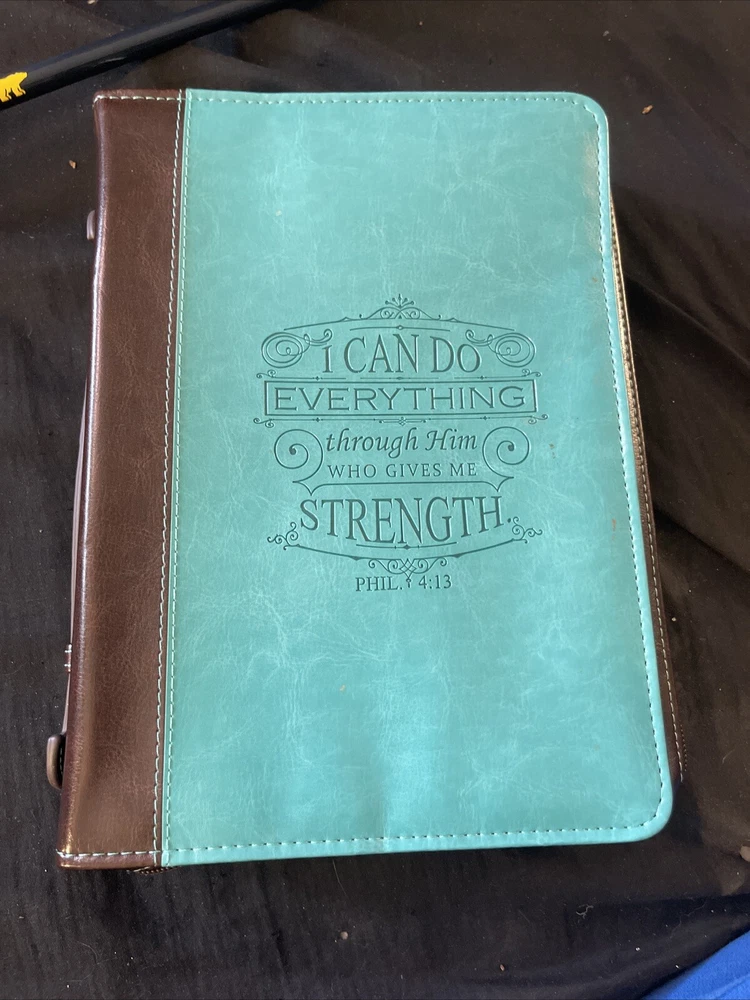 I CAN DO
EVERYTHING
through Him
WHO GIVES ME
STRENGTH.
PHIL. 4:13